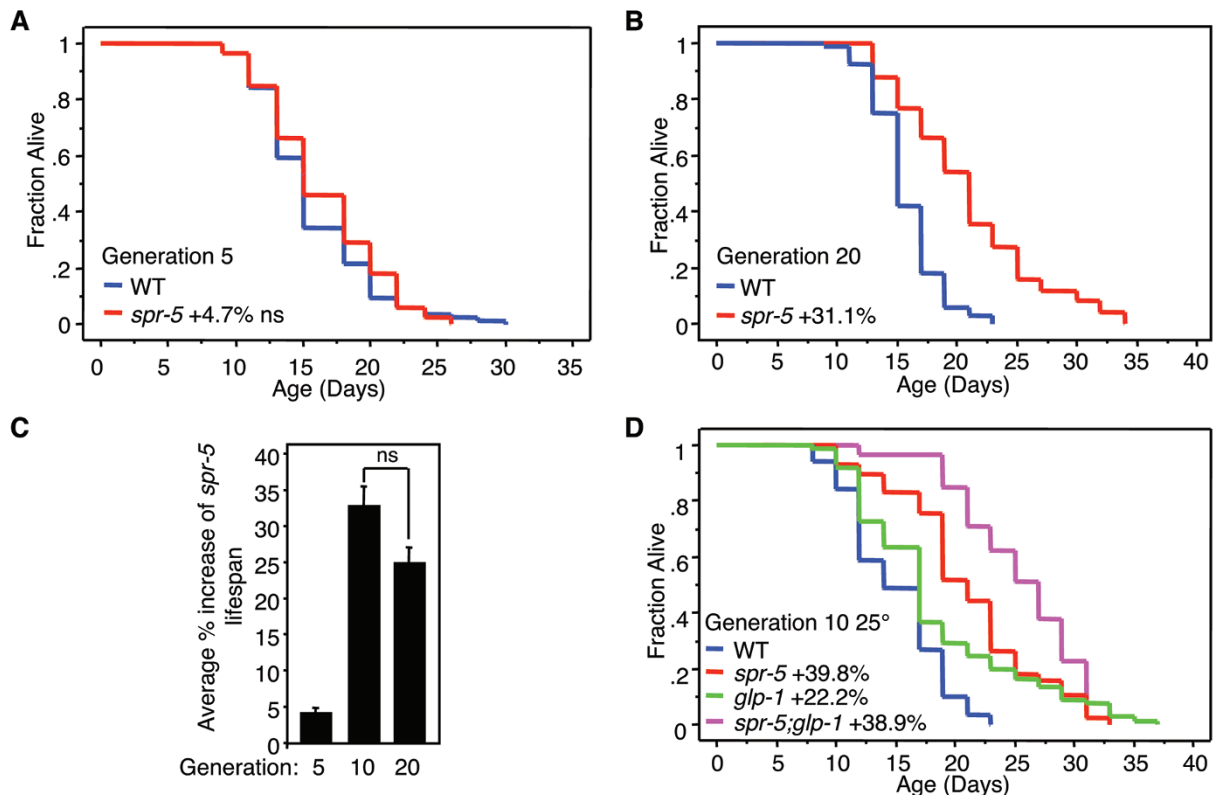 A
Fraction Alive
1
.8
.6
.4
.2
0
Generation 5
WT
spr-5 +4.7% ns
0 5 10 15 20 25 30 35
Age (Days)
B
Fraction Alive
1
.8
.6
.4
.2
0
Generation 20
WT
spr-5 +31.1%
0 5 10 15 20 25 30 35 40
Age (Days)
C
Average % increase of spr-5
lifespan
40
35
30
25
20
15
10
5
0
ns
Generation: 5 10 20
D
Fraction Alive
1
.8
.6
.4
.2
0
Generation 10 25°
WT
spr-5 +39.8%
glp-1 +22.2%
spr-5;glp-1 +38.9%
0 5 10 15 20 25 30 35 40
Age (Days)